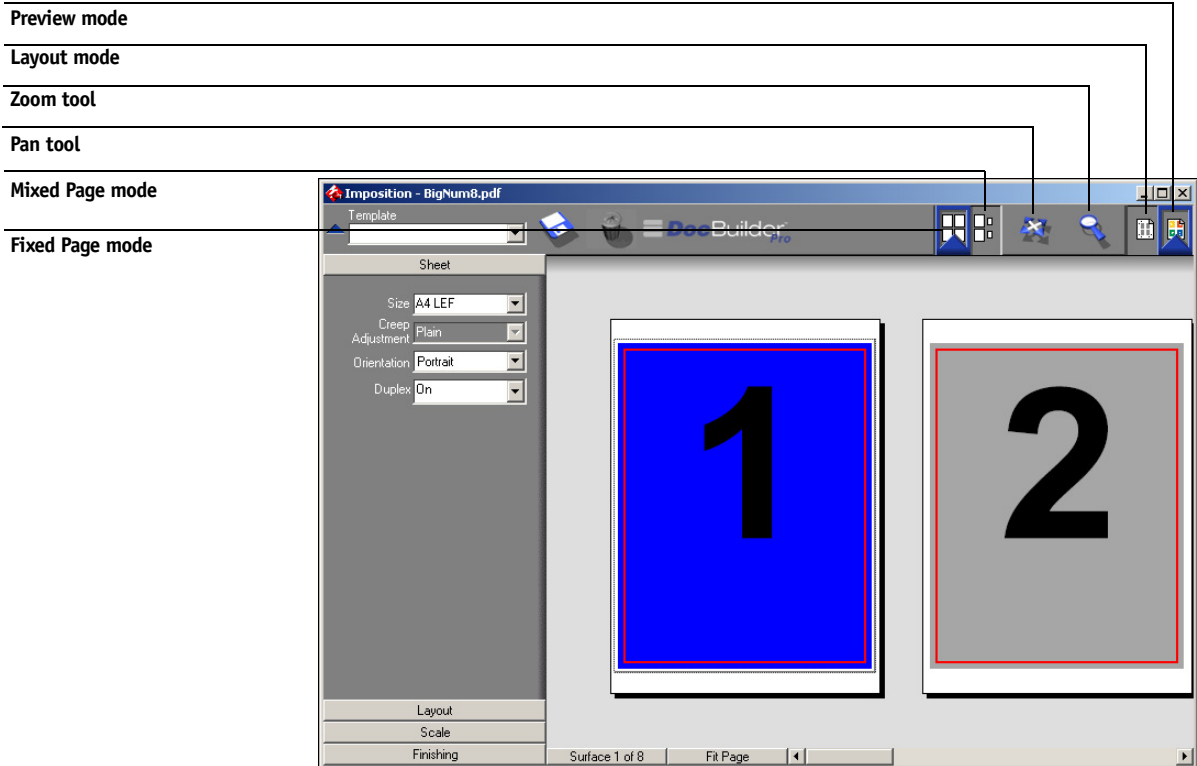 Preview mode
Layout mode
Zoom tool
Pan tool
Mixed Page mode
Fixed Page mode
Imposition - BigNum8.pdf
Template
DocBuilder Pro
Sheet
Size A4 LEF
Creep Adjustment Plain
Orientation Portrait
Duplex On
1
2
Layout
Scale
Finishing
Surface 1 of 8
Fit Page